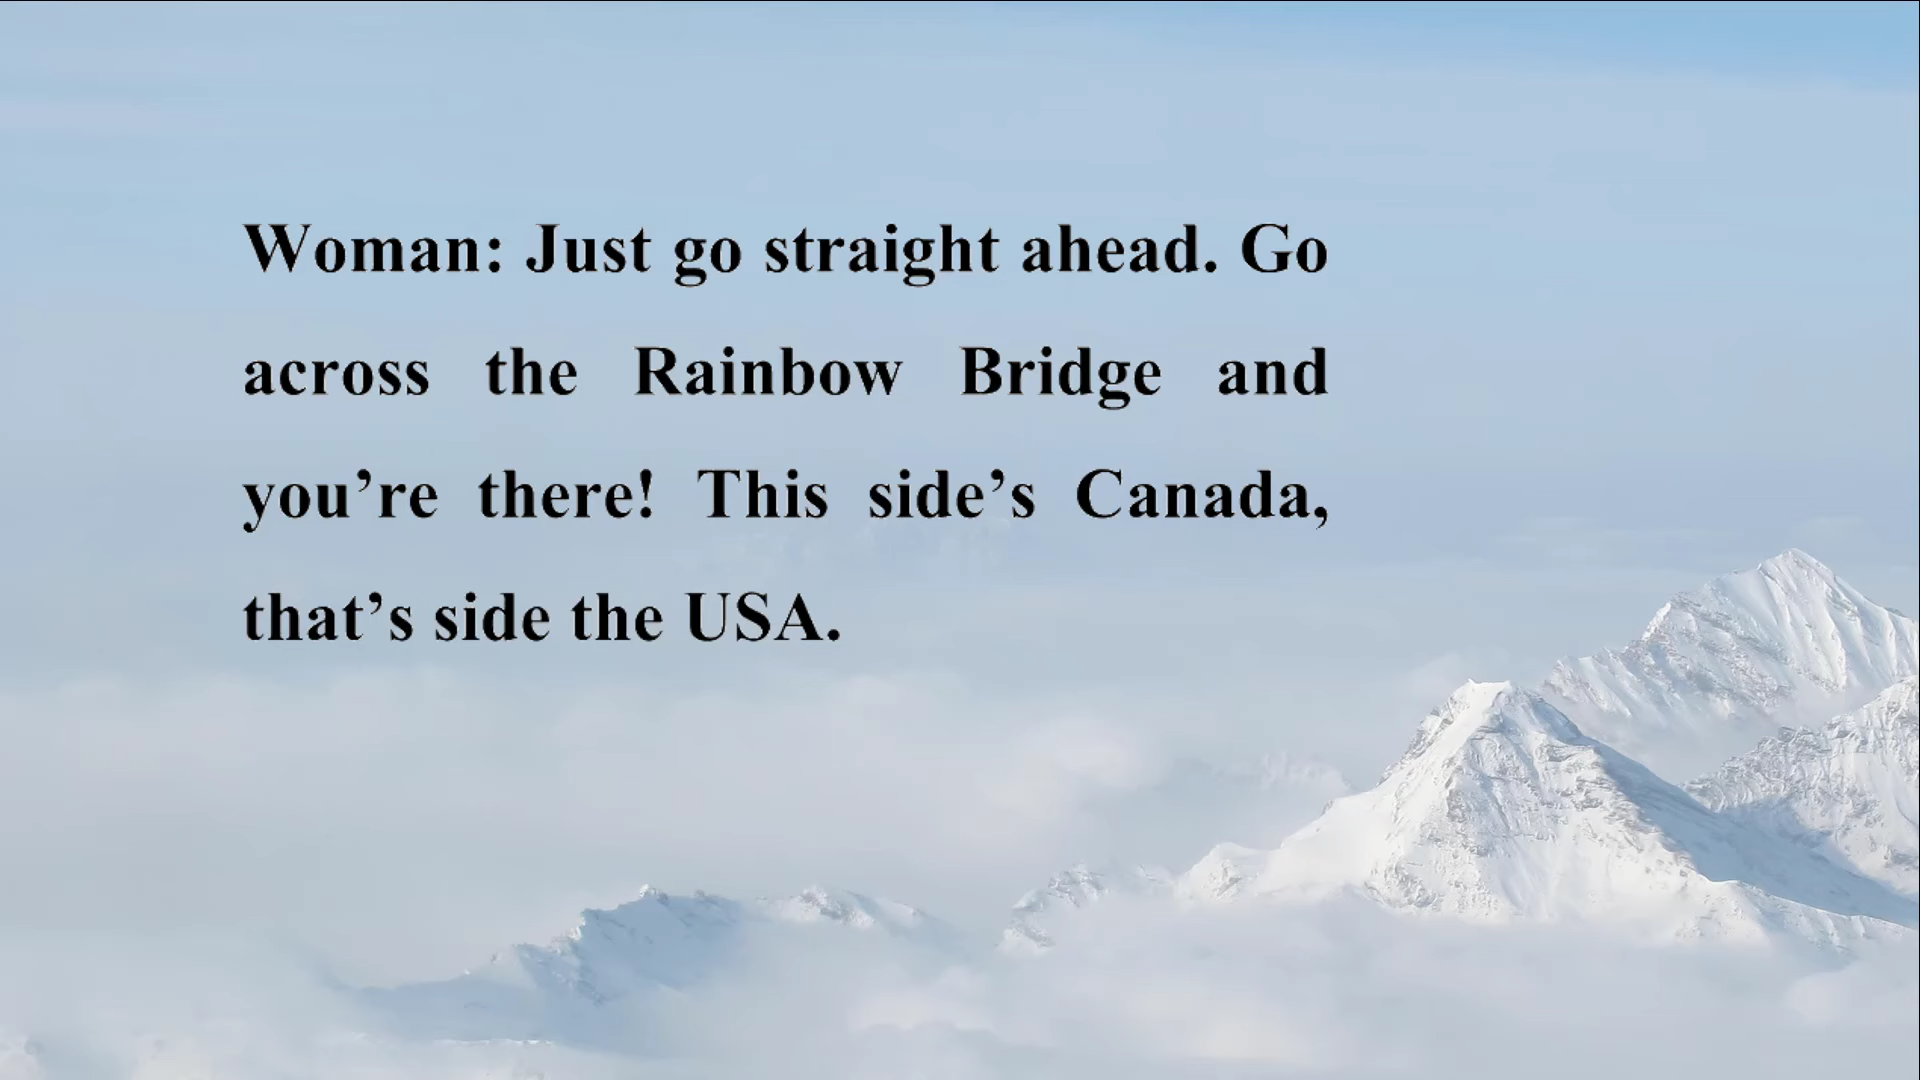 Woman: Just go straight ahead. Go
across the Rainbow Bridge and
you’re there! This side’s Canada,
that’s side the USA.